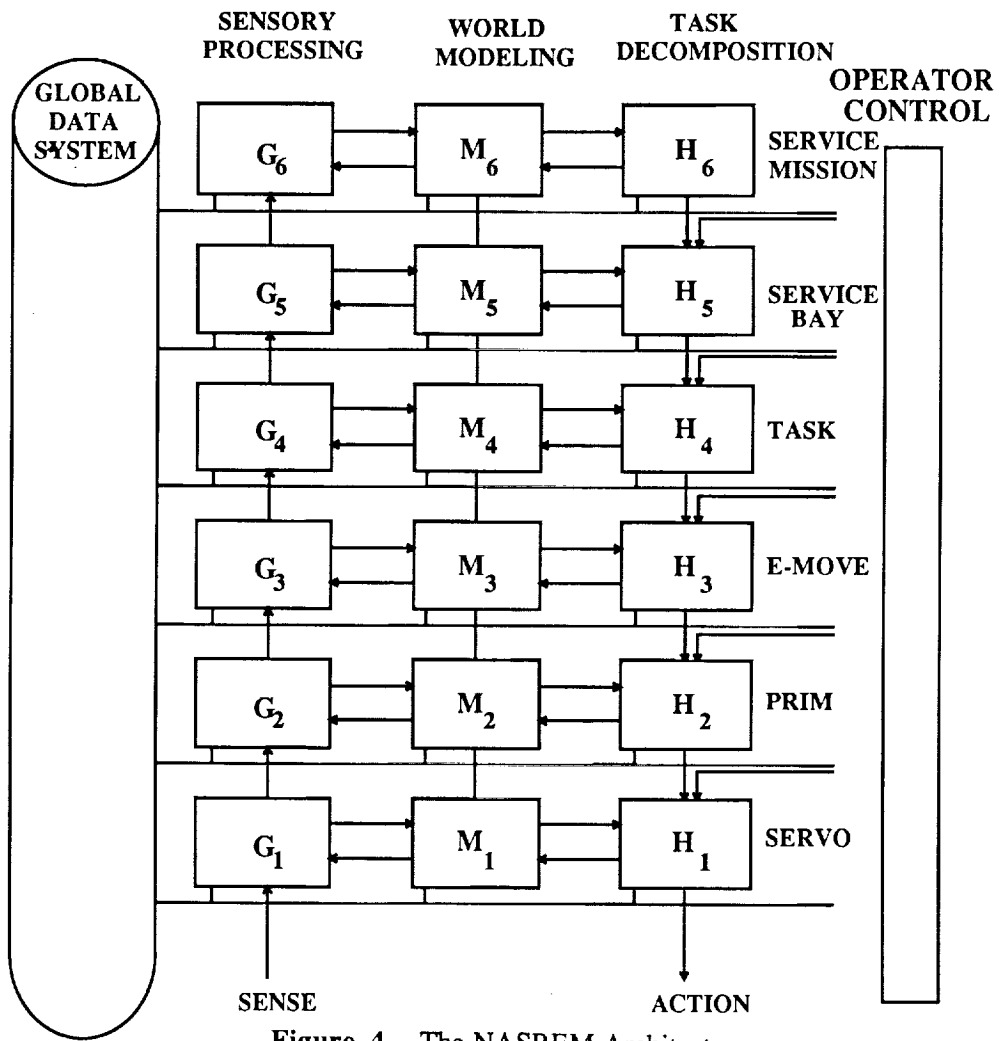 SENSORY
PROCESSING
WORLD
MODELING
TASK
DECOMPOSITION
OPERATOR
CONTROL
GLOBAL
DATA
SYSTEM
G6
M6
H6
SERVICE
MISSION
G5
M5
H5
SERVICE
BAY
G4
M4
H4
TASK
G3
M3
H3
E-MOVE
G2
M2
H2
PRIM
G1
M1
H1
SERVO
SENSE
ACTION
Figure 4. The NASREM